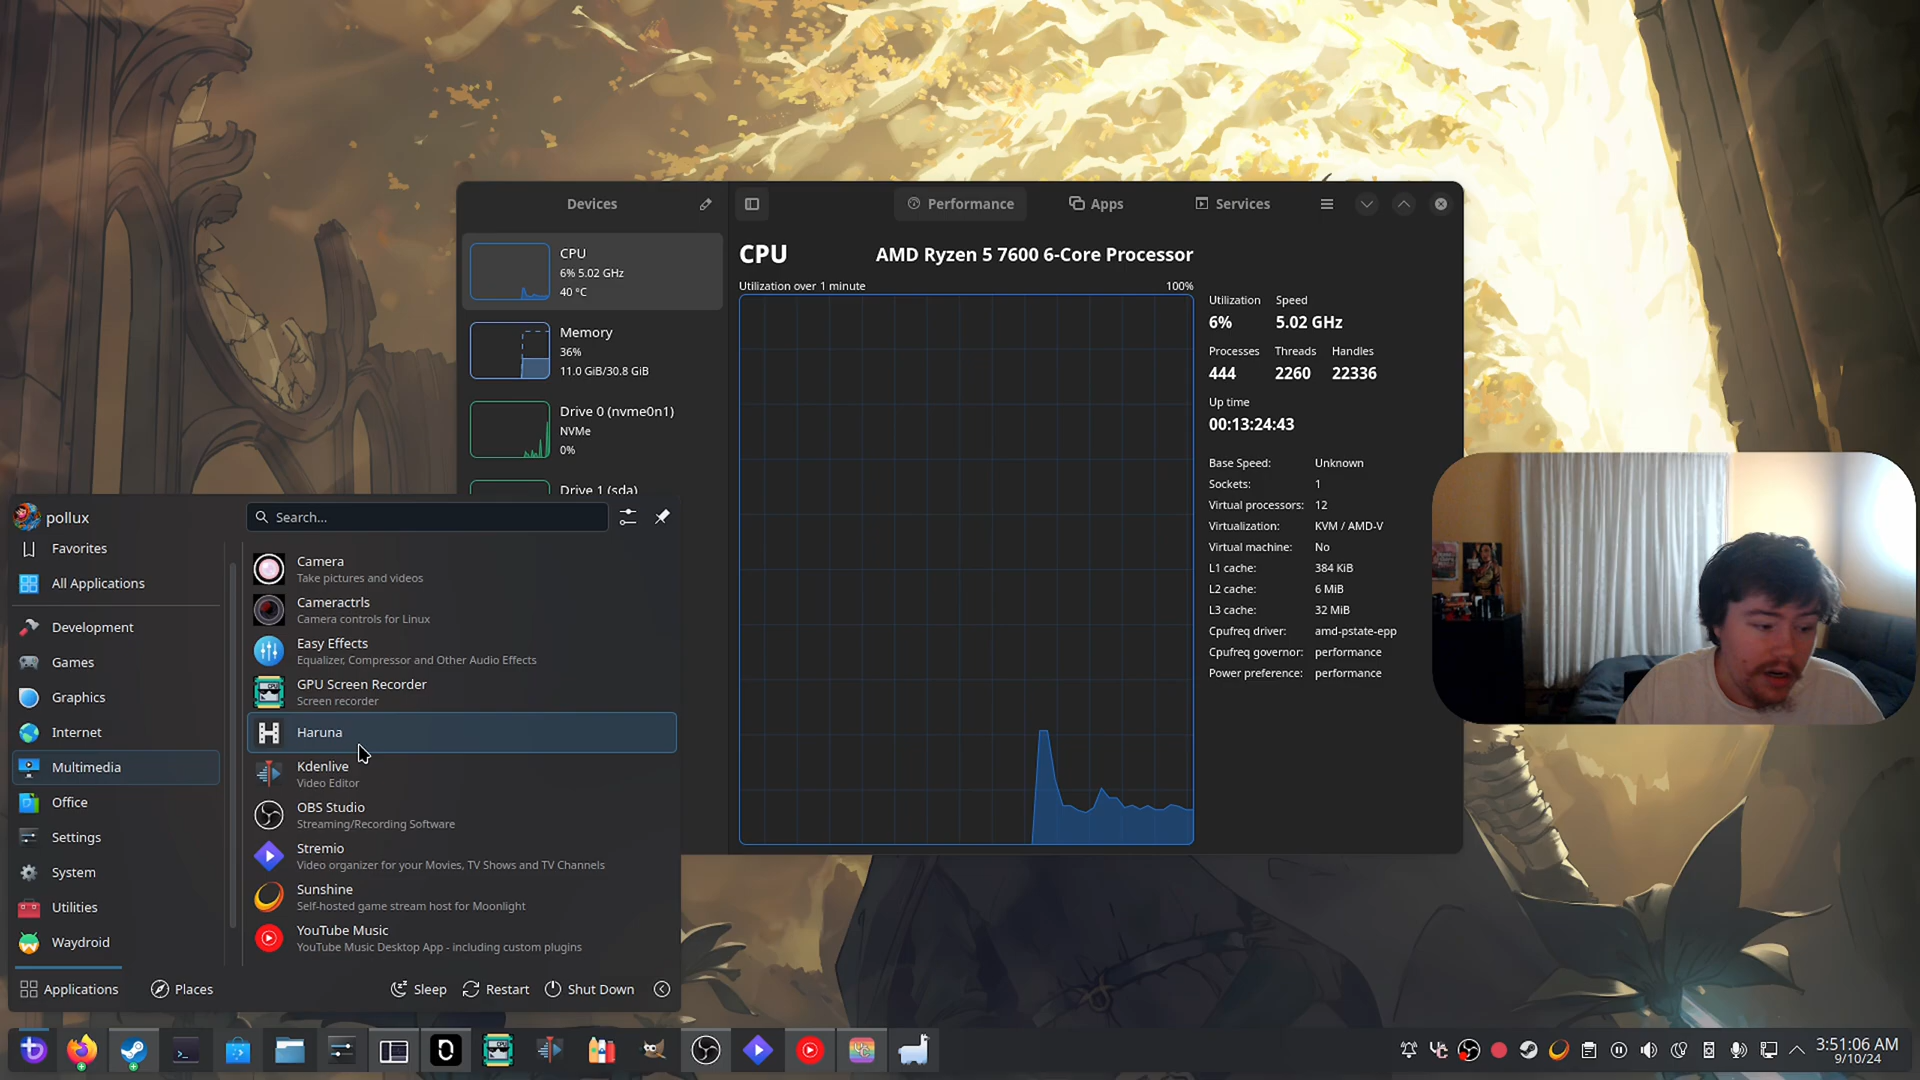 Devices
Performance
Apps
Services
CPU
6% 5.02 GHz
40 °C
Memory
36%
11.0 GiB/30.8 GiB
Drive 0 (nvme0n1)
NVMe
0%
Drive 1 (sda)
CPU
AMD Ryzen 5 7600 6-Core Processor
Utilization over 1 minute
100%
Utilization Speed
6% 5.02 GHz
Processes Threads Handles
444 2260 22336
Up time
00:13:24:43
Base Speed: Unknown
Sockets: 1
Virtual processors: 12
Virtualization: KVM / AMD-V
Virtual machine: No
L1 cache: 384 KiB
L2 cache: 6 MiB
L3 cache: 32 MiB
Cpufreq driver: amd-pstate-epp
Cpufreq governor: performance
Power preference: performance
pollux
Search...
Favorites
All Applications
Development
Games
Graphics
Internet
Multimedia
Office
Settings
System
Utilities
Waydroid
Camera
Take pictures and videos
Cameractrls
Camera controls for Linux
Easy Effects
Equalizer, Compressor and Other Audio Effects
GPU Screen Recorder
Screen recorder
Haruna
Kdenlive
Video Editor
OBS Studio
Streaming/Recording Software
Stremio
Video organizer for your Movies, TV Shows and TV Channels
Sunshine
Self-hosted game stream host for Moonlight
YouTube Music
YouTube Music Desktop App - including custom plugins
Applications
Places
Sleep
Restart
Shut Down
3:51:06 AM
9/10/24